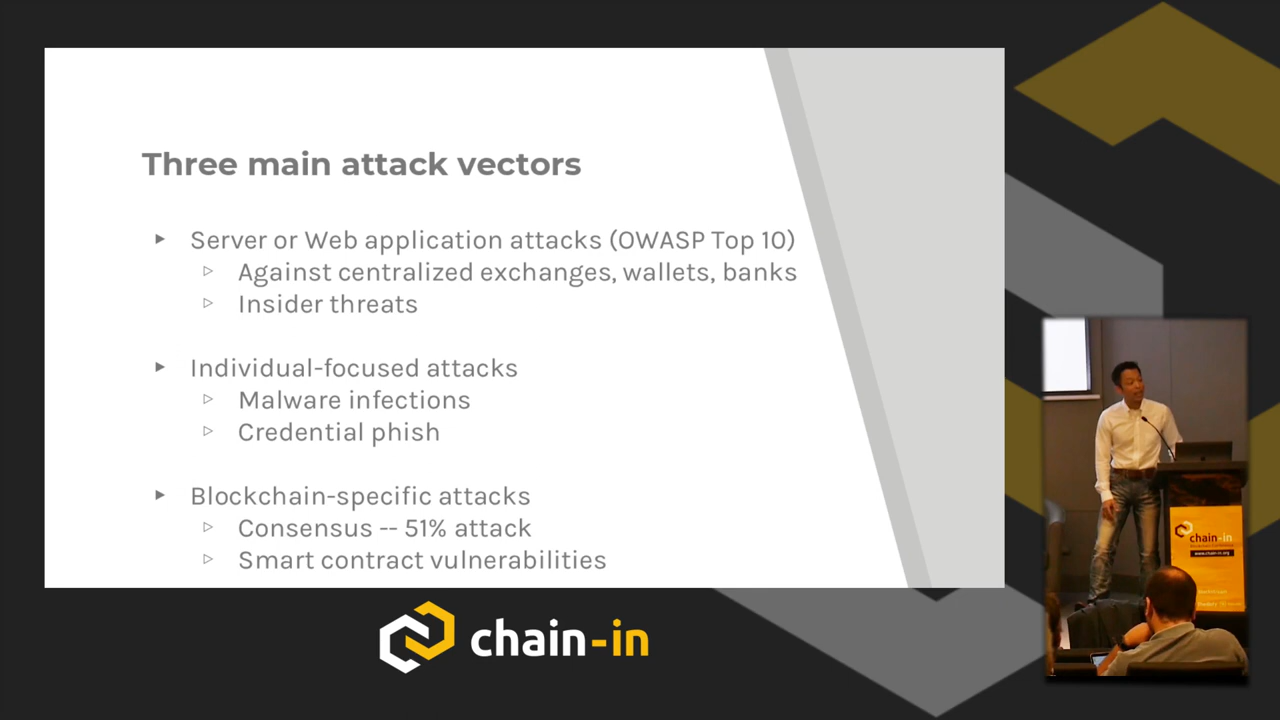 Three main attack vectors
▸ Server or Web application attacks (OWASP Top 10)
▹ Against centralized exchanges, wallets, banks
▹ Insider threats
▸ Individual-focused attacks
▹ Malware infections
▹ Credential phish
▸ Blockchain-specific attacks
▹ Consensus -- 51% attack
▹ Smart contract vulnerabilities
chain-in
chain-in
www.chain-in.org